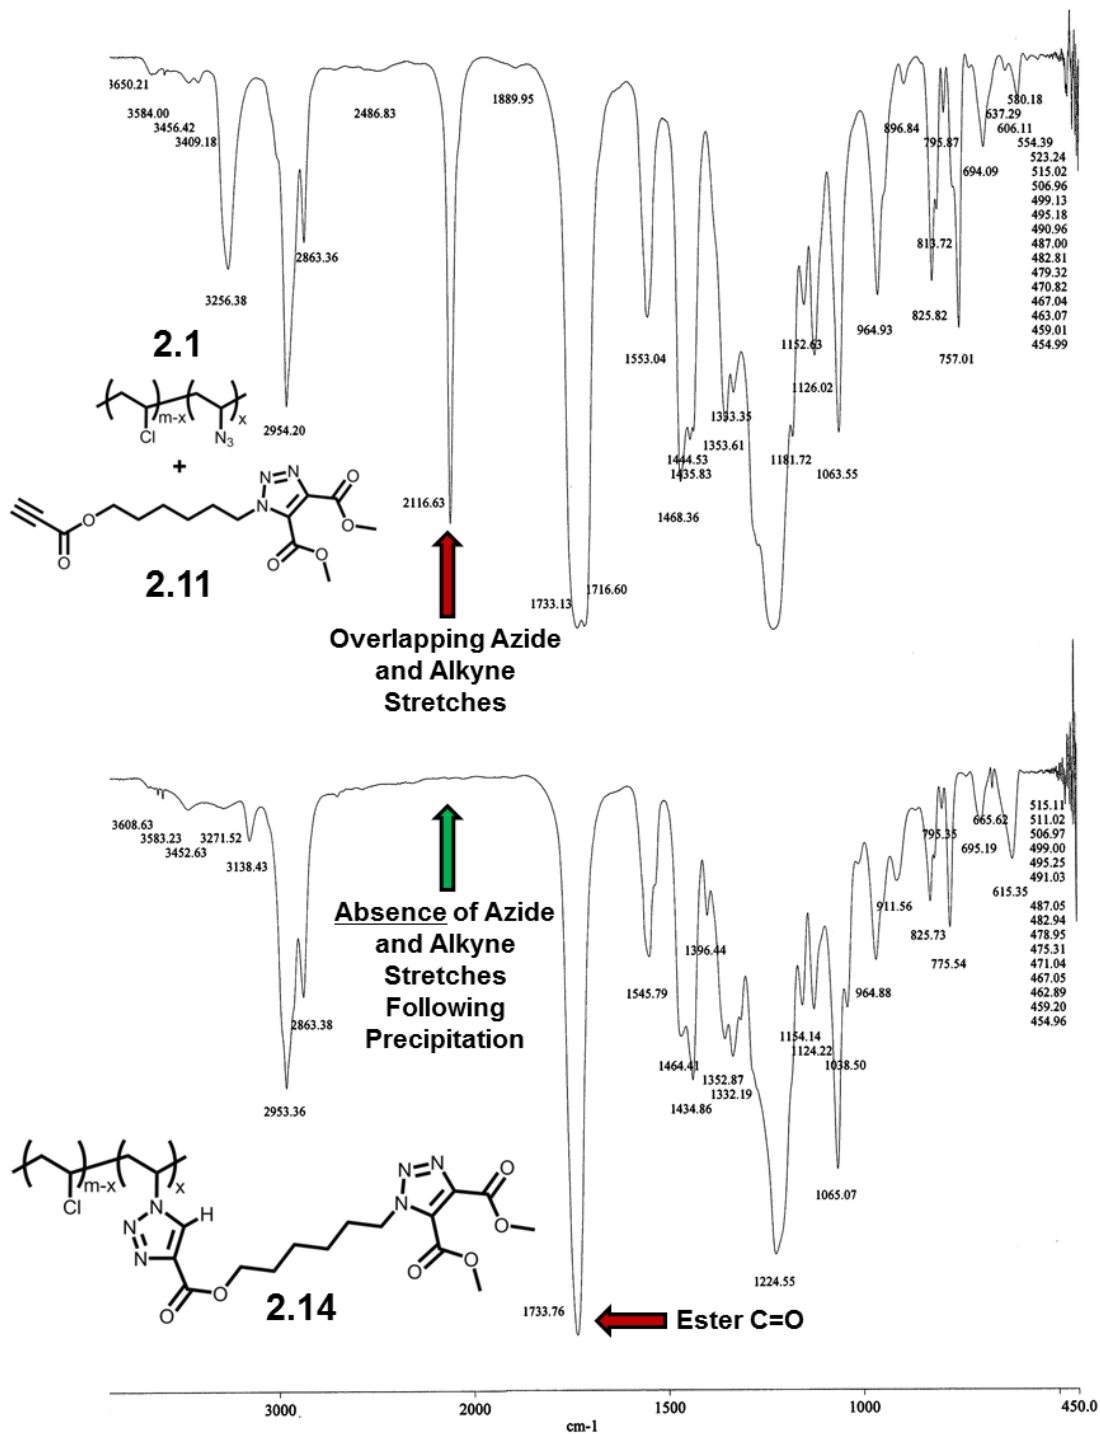 3650.21
3584.00
3456.42
3409.18
3256.38
2954.20
2863.36
2486.83
2116.63
1889.95
1733.13
1716.60
1553.04
1468.36
1444.53
1435.83
1353.61
1333.35
1181.72
1152.63
1126.02
1063.55
964.93
896.84
825.82
813.72
795.87
757.01
694.09
637.29
606.11
580.18
554.39
523.24
515.02
506.96
499.13
495.18
490.96
487.00
482.81
479.32
470.82
467.04
463.07
459.01
454.99
2.1
m-x
x
Cl
N3
+
N=N
N
O
O
O
O
O
O
2.11
Overlapping Azide
and Alkyne
Stretches
3608.63
3583.23
3452.63
3271.52
3138.43
2953.36
2863.38
Absence of Azide
and Alkyne
Stretches
Following
Precipitation
1733.76
Ester C=O
1545.79
1464.41
1434.86
1396.44
1352.87
1332.19
1224.55
1154.14
1124.22
1065.07
1038.50
964.88
911.56
825.73
795.35
775.54
695.19
665.62
615.35
515.11
511.02
506.97
499.00
495.25
491.03
487.05
482.94
478.95
475.31
471.04
467.05
462.89
459.20
454.96
m-x
x
Cl
N
N
N
H
O
O
N=N
N
O
O
O
O
2.14
3000
2000
1500
1000
450.0
cm-1